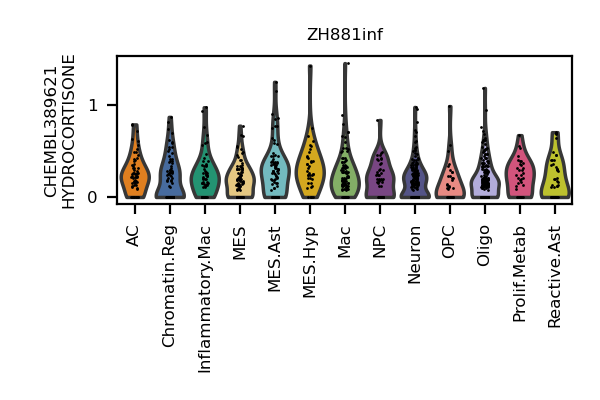 ZH881inf
CHEMBL389621
HYDROCORTISONE
1
0
AC
Chromatin.Reg
Inflammatory.Mac
MES
MES.Ast
MES.Hyp
Mac
NPC
Neuron
OPC
Oligo
Prolif.Metab
Reactive.Ast